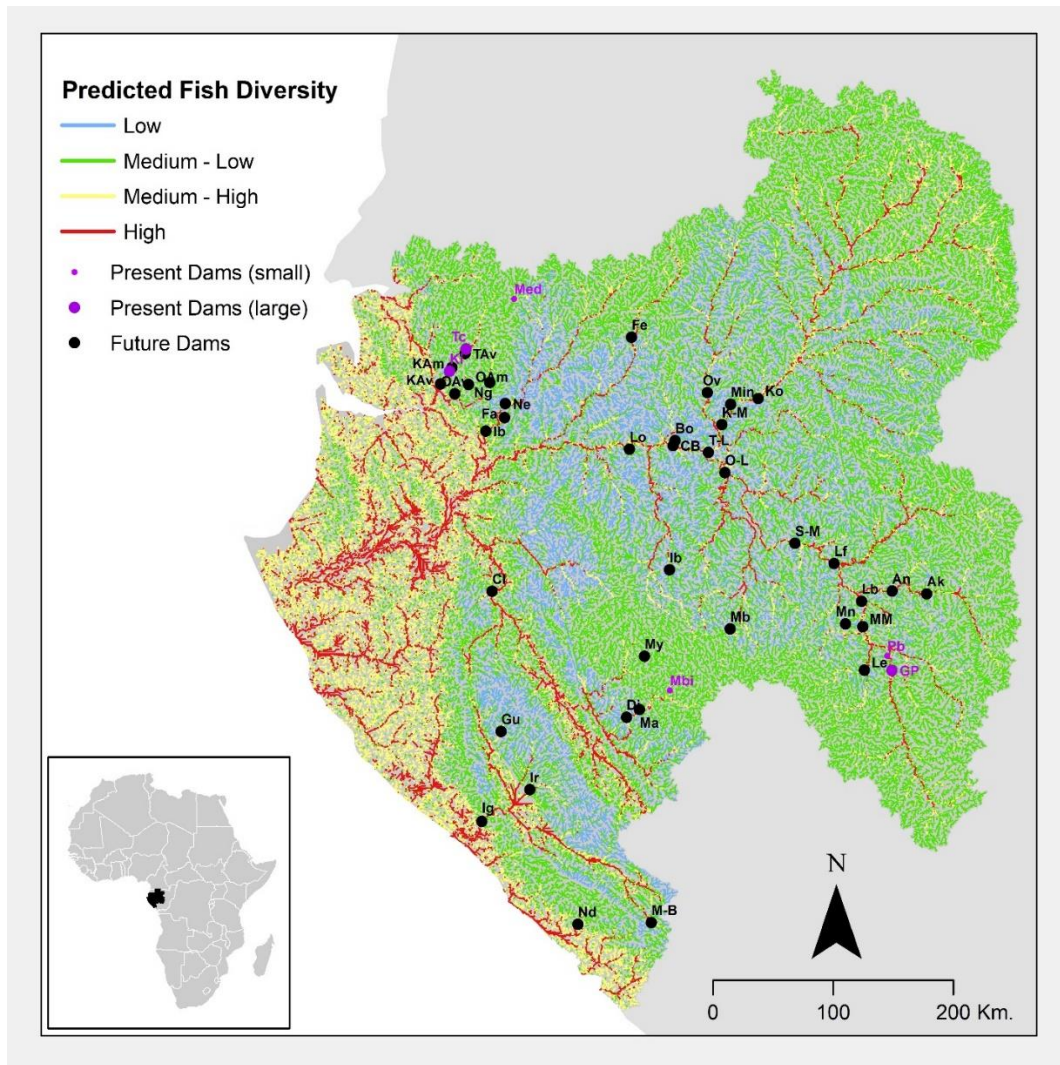 Predicted Fish Diversity
Low
Medium - Low
Medium - High
High
Present Dams (small)
Present Dams (large)
Future Dams
Med
Fe
Tc
TAv
KAm
KAv
OAm
Ng
Ne
Fa
Ib
Ov
Min
Ko
K-M
Bo
Lo
CB
T-L
O-L
S-M
Lf
Ib
Cl
An
Ak
Lb
Mn
MM
Mb
My
Pb
Le
GP
Mbi
Ma
Gu
Ir
Ig
Nd
M-B
N
0
100
200 Km.